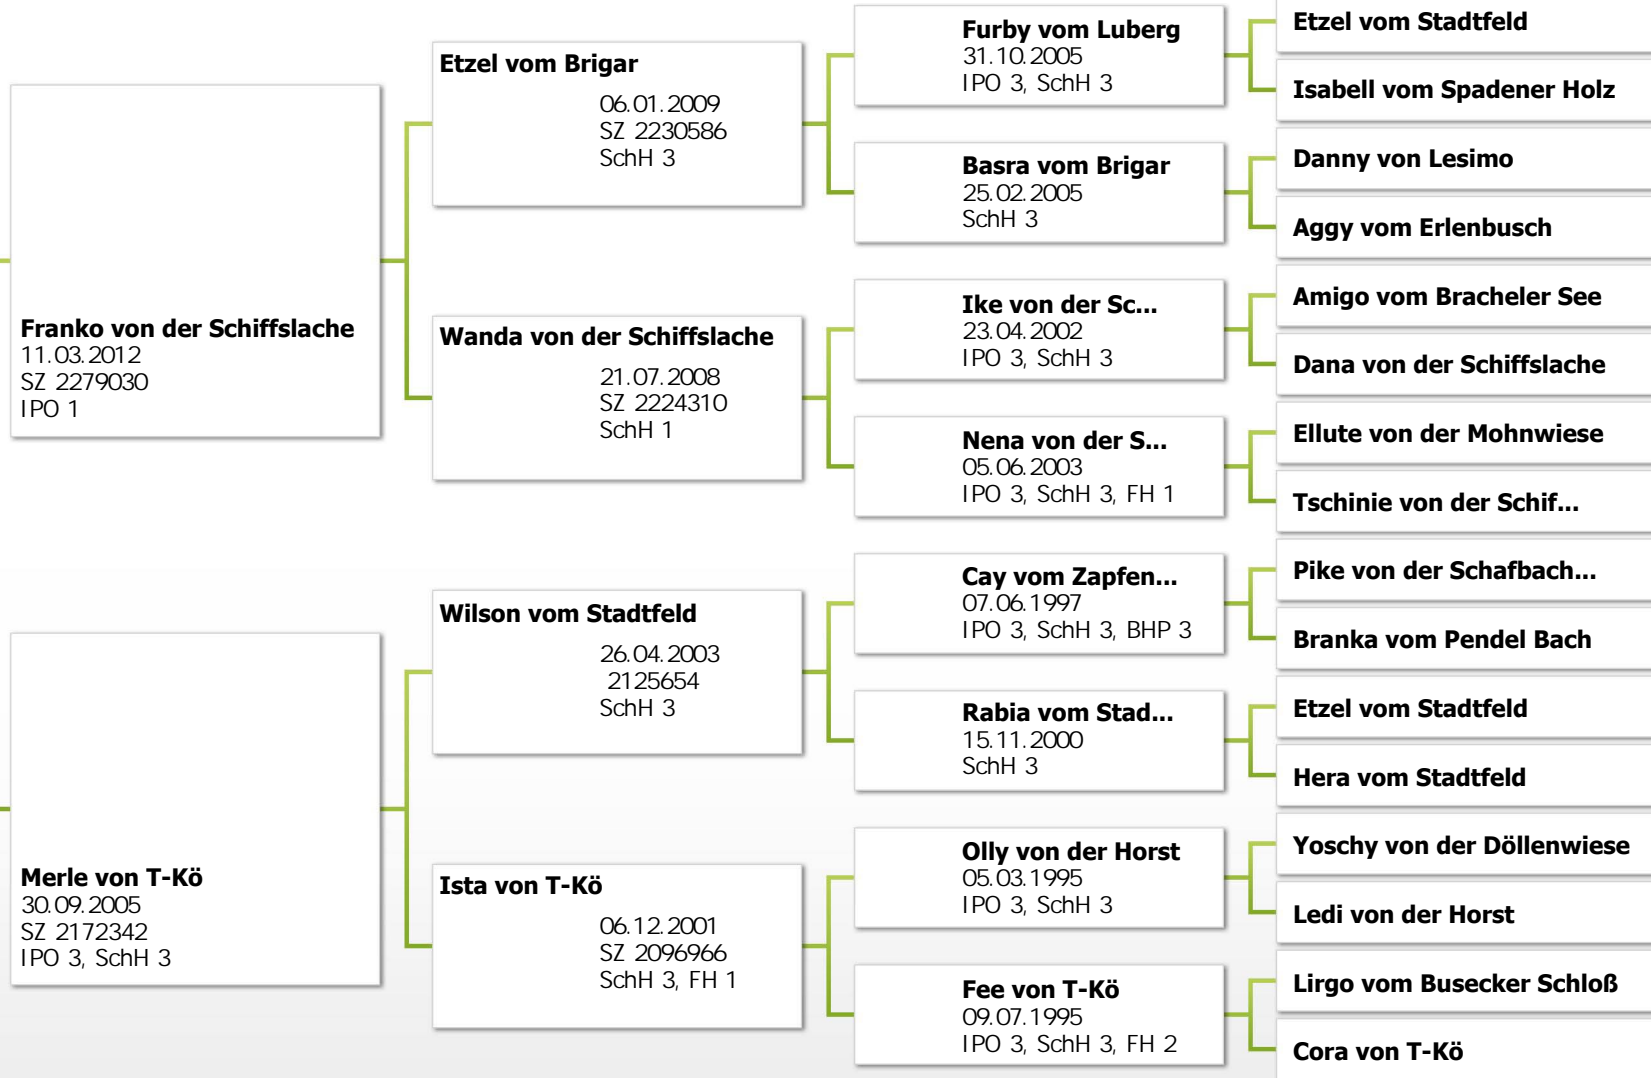 Franko von der Schiffslache
11.03.2012
SZ 2279030
IPO 1
Merle von T-Kö
30.09.2005
SZ 2172342
IPO 3, SchH 3
Etzel vom Brigar
06.01.2009
SZ 2230586
SchH 3
Wanda von der Schiffslache
21.07.2008
SZ 2224310
SchH 1
Wilson vom Stadtfeld
26.04.2003
2125654
SchH 3
Ista von T-Kö
06.12.2001
SZ 2096966
SchH 3, FH 1
Furby vom Luberg
31.10.2005
IPO 3, SchH 3
Basra vom Brigar
25.02.2005
SchH 3
Ike von der Sc...
23.04.2002
IPO 3, SchH 3
Nena von der S...
05.06.2003
IPO 3, SchH 3, FH 1
Cay vom Zapfen...
07.06.1997
IPO 3, SchH 3, BHP 3
Rabia vom Stad...
15.11.2000
SchH 3
Olly von der Horst
05.03.1995
IPO 3, SchH 3
Fee von T-Kö
09.07.1995
IPO 3, SchH 3, FH 2
Etzel vom Stadtfeld
Isabell vom Spadener Holz
Danny von Lesimo
Aggy vom Erlenbusch
Amigo vom Bracheler See
Dana von der Schiffslache
Ellute von der Mohnwiese
Tschinie von der Schif...
Pike von der Schafbach...
Branka vom Pendel Bach
Etzel vom Stadtfeld
Hera vom Stadtfeld
Yoschy von der Döllenwiese
Ledi von der Horst
Lirgo vom Busecker Schloß
Cora von T-Kö